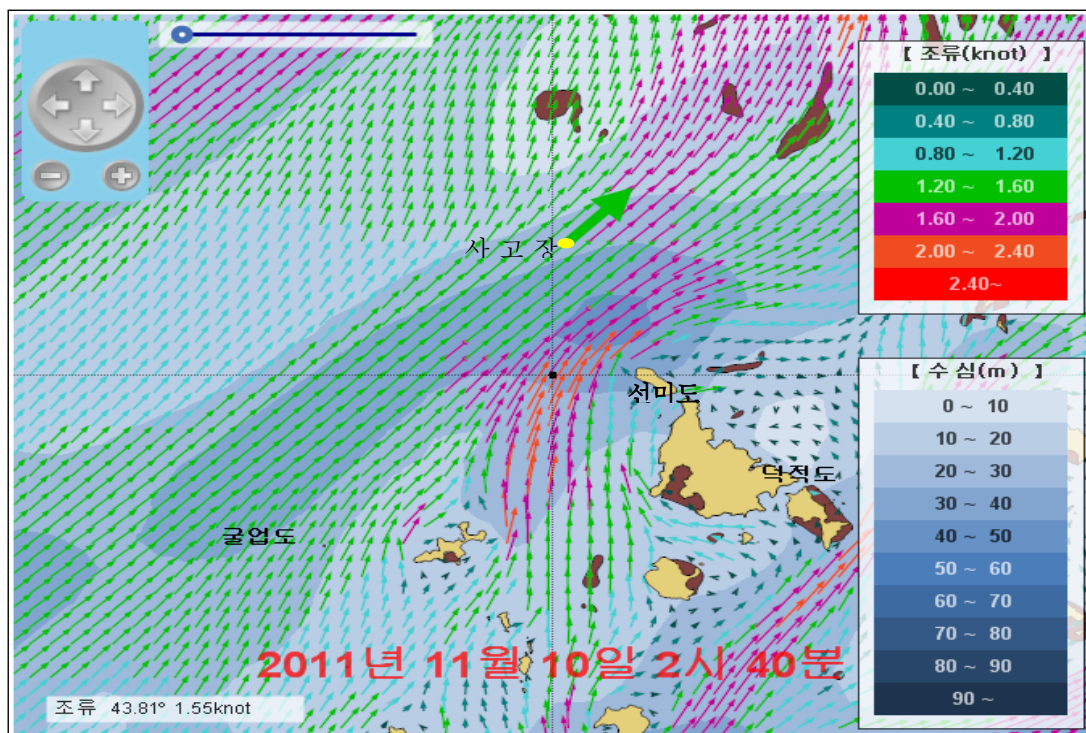 【 조류(knot) 】
0.00 ~ 0.40
0.40 ~ 0.80
0.80 ~ 1.20
1.20 ~ 1.60
1.60 ~ 2.00
2.00 ~ 2.40
2.40~
사 고 장
【 수 심(m) 】
0 ~ 10
10 ~ 20
20 ~ 30
30 ~ 40
40 ~ 50
50 ~ 60
60 ~ 70
70 ~ 80
80 ~ 90
90 ~
선미도
덕적도
굴업도
2011년 11월 10일 2시 40분
조류 43.81° 1.55knot